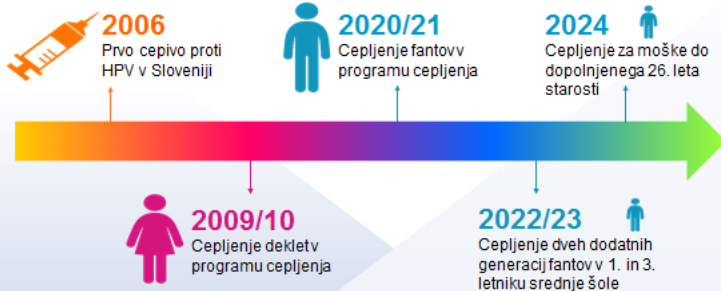 2006
Prvo cepivo proti
HPV v Sloveniji
2020/21
Cepljenje fantov v
programu cepljenja
2024
Cepljenje za moške do
dopolnjenega 26. leta
starosti
2009/10
Cepljenje deklet v
programu cepljenja
2022/23
Cepljenje dveh dodatnih
generacij fantov v 1. in 3.
letniku srednje šole